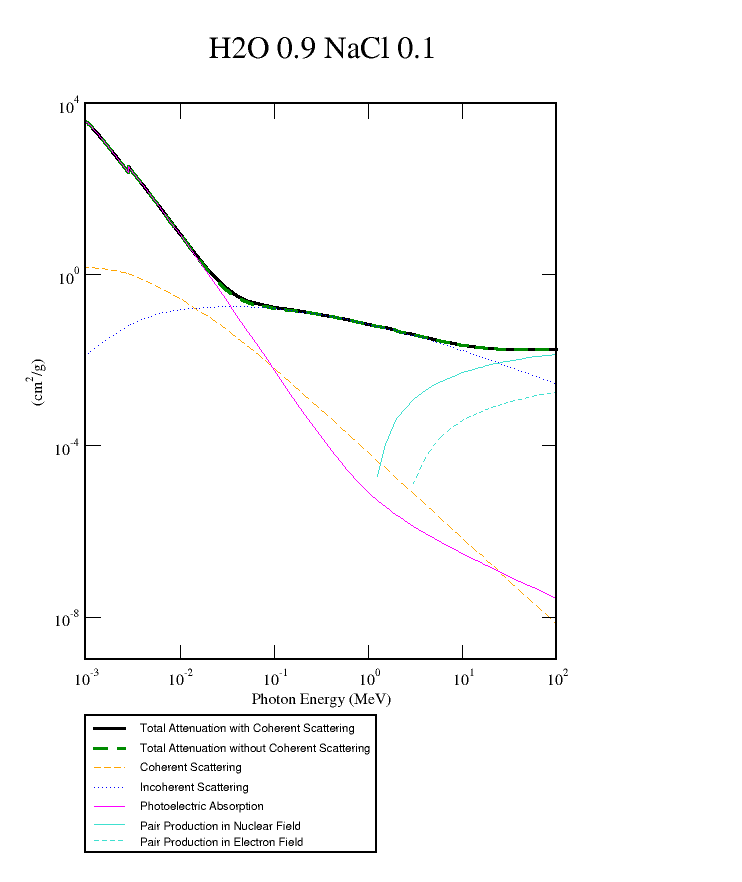 H2O 0.9 NaCl 0.1
10^4
10^0
(cm^2/g)
10^-4
10^-8
10^-3 10^-2 10^-1 10^0 10^1 10^2
Photon Energy (MeV)
Total Attenuation with Coherent Scattering
Total Attenuation without Coherent Scattering
Coherent Scattering
Incoherent Scattering
Photoelectric Absorption
Pair Production in Nuclear Field
Pair Production in Electron Field